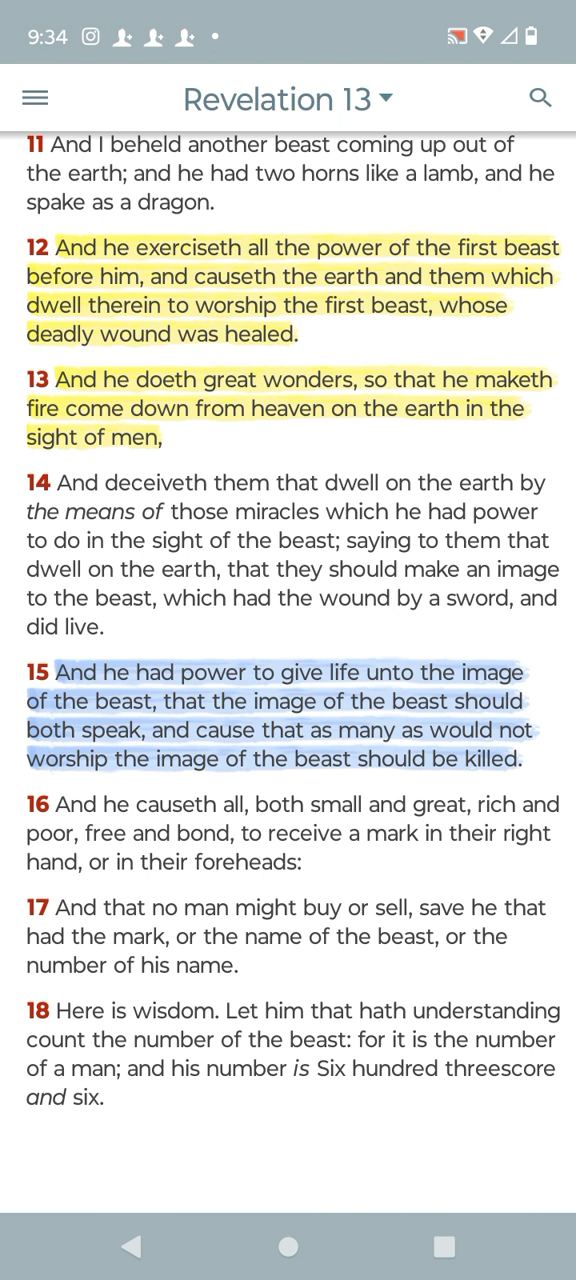 9:34
Revelation 13
11 And I beheld another beast coming up out of
the earth; and he had two horns like a lamb, and he
spake as a dragon.
12 And he exerciseth all the power of the first beast
before him, and causeth the earth and them which
dwell therein to worship the first beast, whose
deadly wound was healed.
13 And he doeth great wonders, so that he maketh
fire come down from heaven on the earth in the
sight of men,
14 And deceiveth them that dwell on the earth by
the means of those miracles which he had power
to do in the sight of the beast; saying to them that
dwell on the earth, that they should make an image
to the beast, which had the wound by a sword, and
did live.
15 And he had power to give life unto the image
of the beast, that the image of the beast should
both speak, and cause that as many as would not
worship the image of the beast should be killed.
16 And he causeth all, both small and great, rich and
poor, free and bond, to receive a mark in their right
hand, or in their foreheads:
17 And that no man might buy or sell, save he that
had the mark, or the name of the beast, or the
number of his name.
18 Here is wisdom. Let him that hath understanding
count the number of the beast: for it is the number
of a man; and his number is Six hundred threescore
and six.